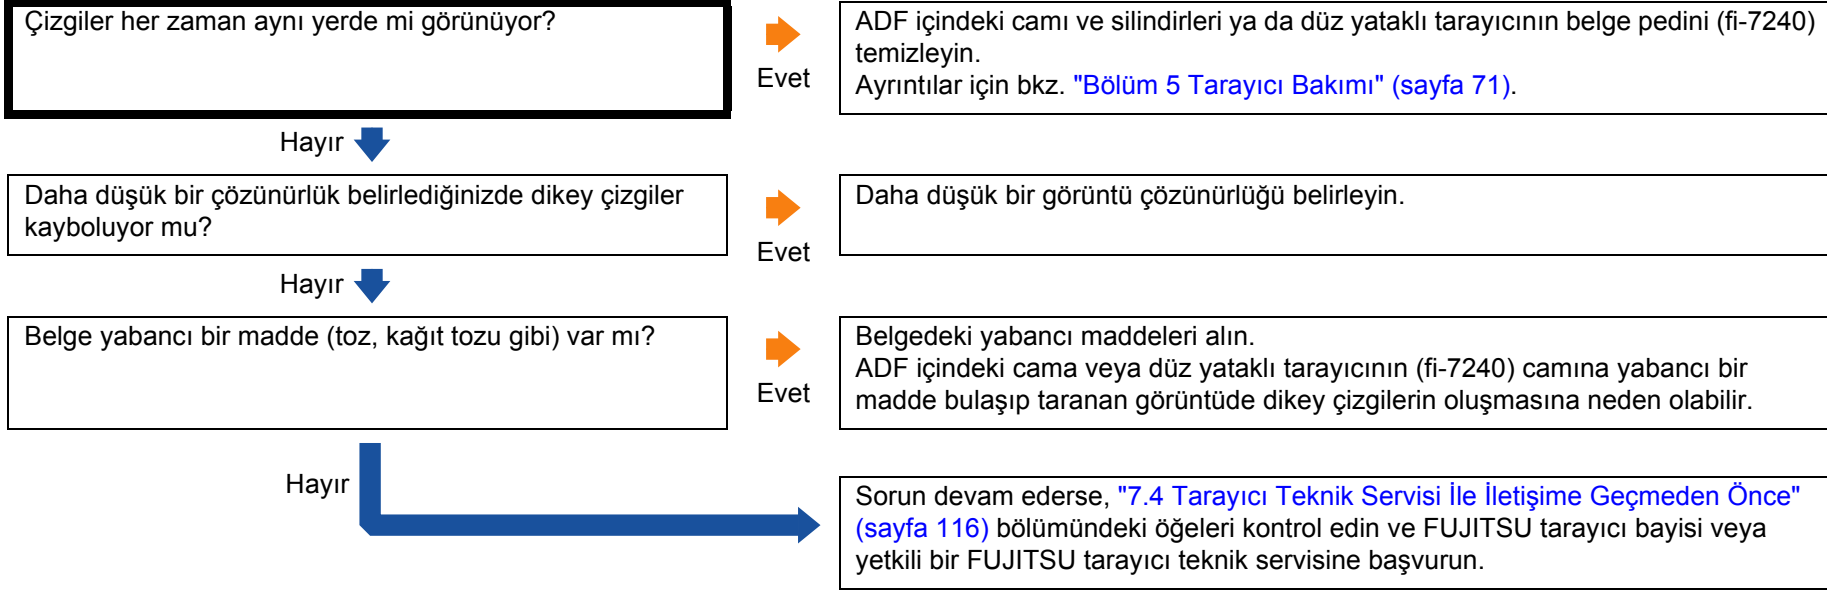 Çizgiler her zaman aynı yerde mi görünüyor?
Evet
ADF içindeki camı ve silindirleri ya da düz yataklı tarayıcının belge pedini (fi-7240)
temizleyin.
Ayrıntılar için bkz. "Bölüm 5 Tarayıcı Bakımı" (sayfa 71).
Hayır
Daha düşük bir çözünürlük belirlediğinizde dikey çizgiler
kayboluyor mu?
Evet
Daha düşük bir görüntü çözünürlüğü belirleyin.
Hayır
Belge yabancı bir madde (toz, kağıt tozu gibi) var mı?
Evet
Belgedeki yabancı maddeleri alın.
ADF içindeki cama veya düz yataklı tarayıcının (fi-7240) camına yabancı bir
madde bulaşıp taranan görüntüde dikey çizgilerin oluşmasına neden olabilir.
Hayır
Sorun devam ederse, "7.4 Tarayıcı Teknik Servisi İle İletişime Geçmeden Önce"
(sayfa 116) bölümündeki öğeleri kontrol edin ve FUJITSU tarayıcı bayisi veya
yetkili bir FUJITSU tarayıcı teknik servisine başvurun.